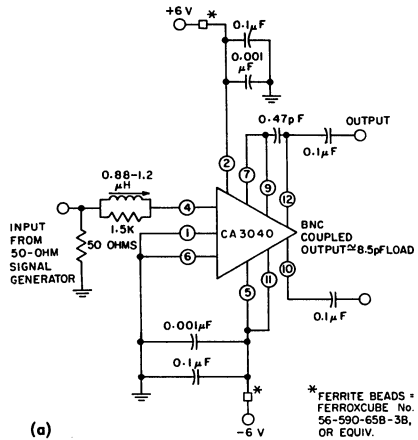 +6V
*
0.1μF
0.001
μF
0.47pF
OUTPUT
0.1μF
2
7
9
12
0.88-1.2
μH
4
1.5K
INPUT
FROM
50-OHM
SIGNAL
GENERATOR
50 OHMS
1
6
CA3040
BNC
COUPLED
OUTPUT≃8.5pF LOAD
10
11
5
0.001μF
0.1μF
0.1μF
*
-6V
*FERRITE BEADS =
FERROXCUBE No.
56-590-65B-3B,
OR EQUIV.
(a)